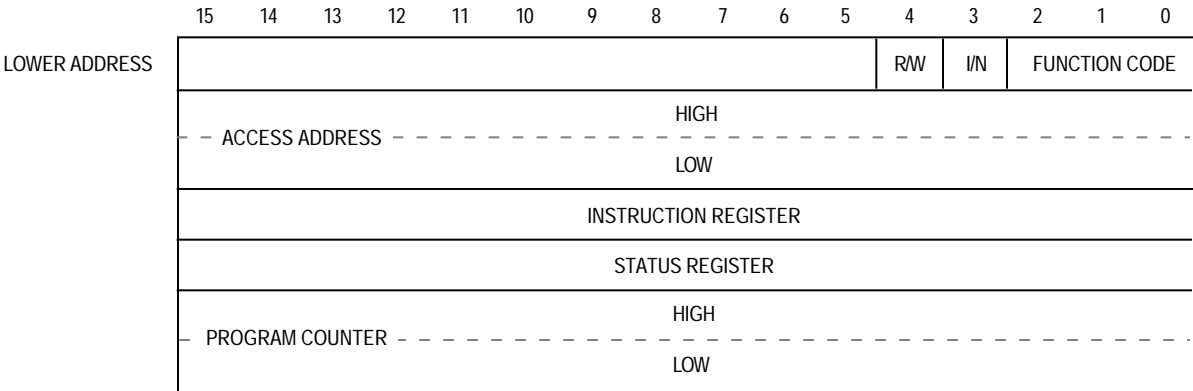 15 14 13 12 11 10 9 8 7 6 5 4 3 2 1 0
LOWER ADDRESS R/W I/N FUNCTION CODE
HIGH
ACCESS ADDRESS
LOW
INSTRUCTION REGISTER
STATUS REGISTER
HIGH
PROGRAM COUNTER
LOW